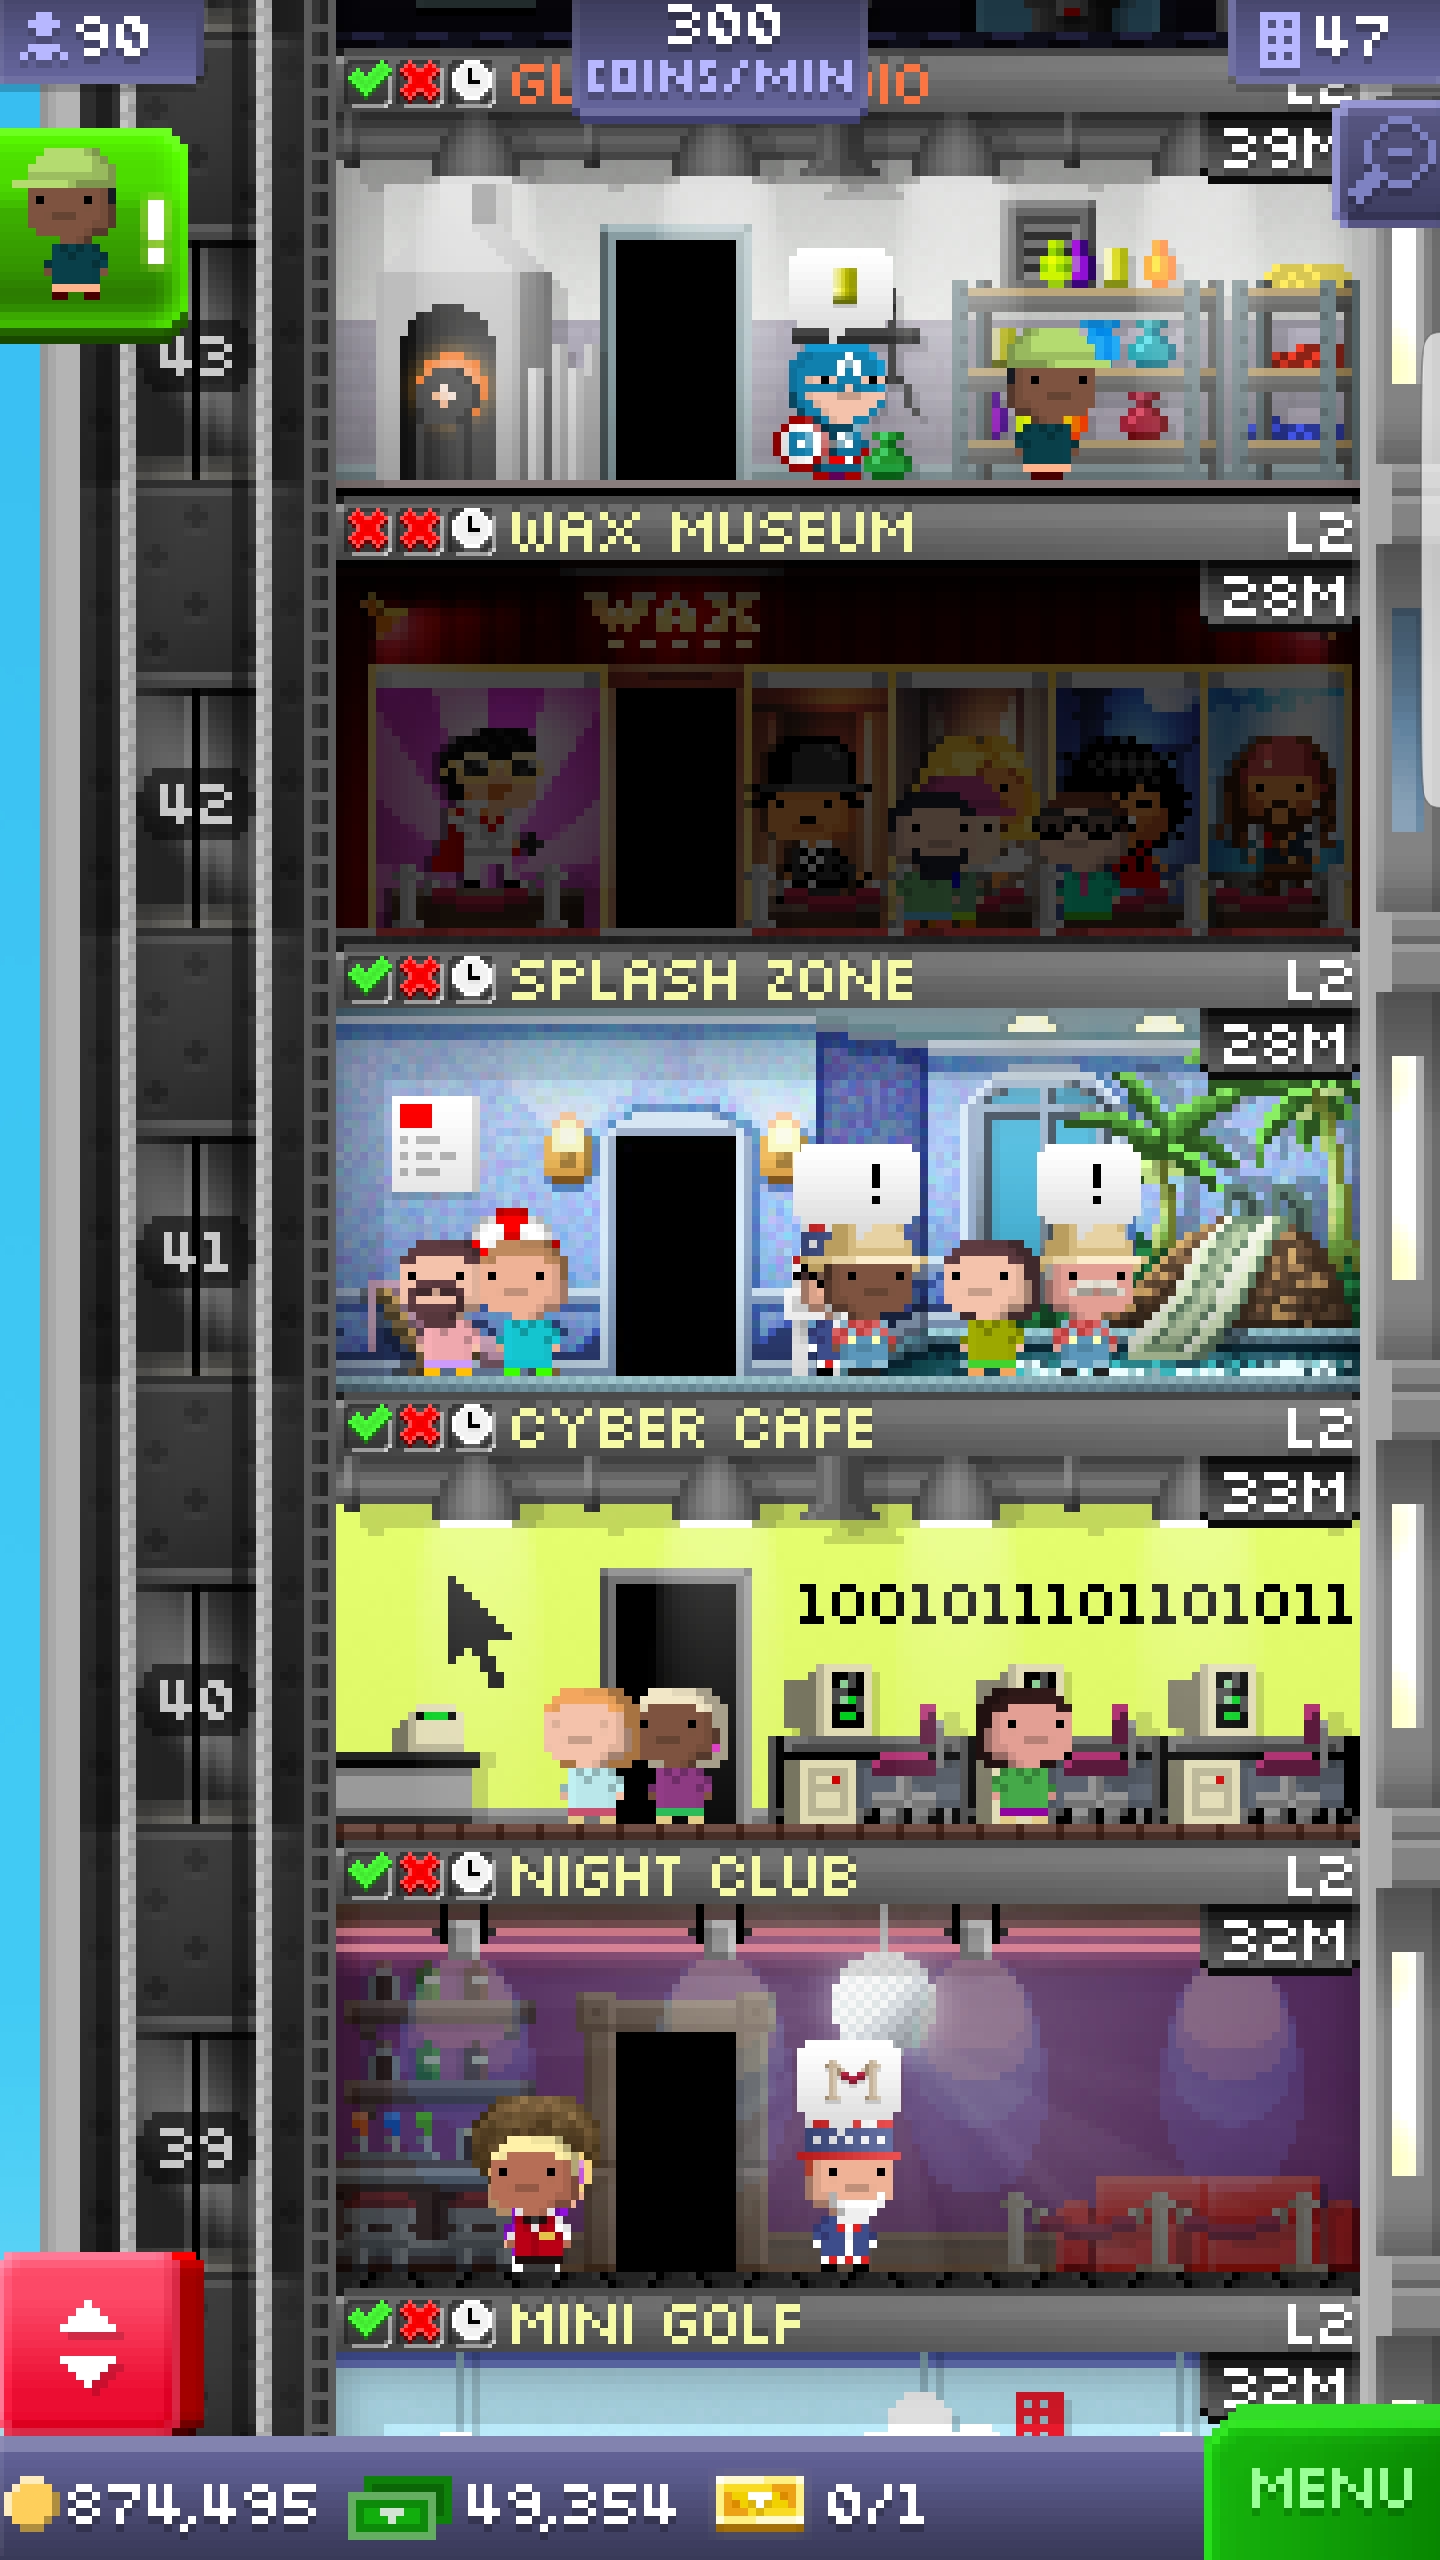 90
300
COINS/MIN
47
GL
IO
L2
39M
!
43
WAX MUSEUM
L2
28M
WAX
42
SPLASH ZONE
L2
28M
!
!
41
CYBER CAFE
L2
33M
1001011101101011
40
NIGHT CLUB
L2
32M
M
39
MINI GOLF
L2
32M
874,495
49,354
0/1
MENU